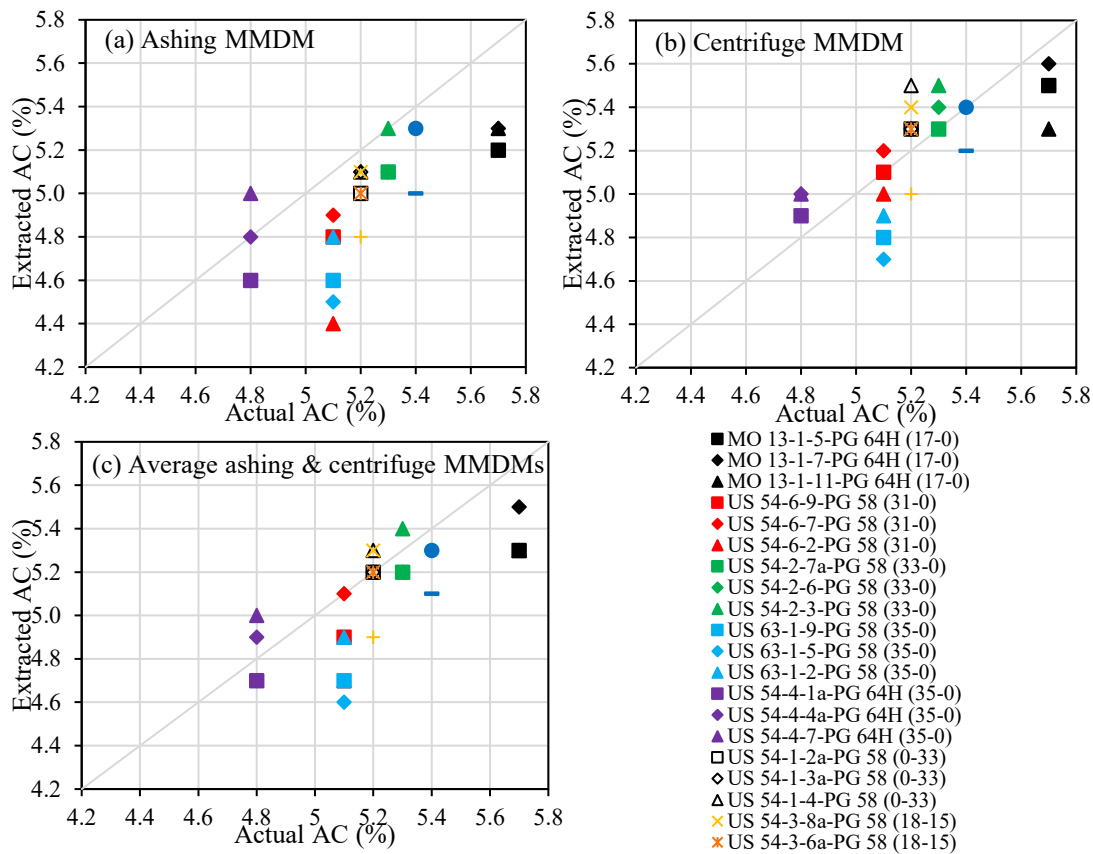 (a) Ashing MMDM
Extracted AC (%)
5.8
5.6
5.4
5.2
5.0
4.8
4.6
4.4
4.2
4.2 4.4 4.6 4.8 5 5.2 5.4 5.6 5.8
Actual AC (%)
(b) Centrifuge MMDM
Extracted AC (%)
5.8
5.6
5.4
5.2
5.0
4.8
4.6
4.4
4.2
4.2 4.4 4.6 4.8 5 5.2 5.4 5.6 5.8
Actual AC (%)
(c) Average ashing & centrifuge MMDMs
Extracted AC (%)
5.8
5.6
5.4
5.2
5.0
4.8
4.6
4.4
4.2
4.2 4.4 4.6 4.8 5 5.2 5.4 5.6 5.8
Actual AC (%)
MO 13-1-5-PG 64H (17-0)
MO 13-1-7-PG 64H (17-0)
MO 13-1-11-PG 64H (17-0)
US 54-6-9-PG 58 (31-0)
US 54-6-7-PG 58 (31-0)
US 54-6-2-PG 58 (31-0)
US 54-2-7a-PG 58 (33-0)
US 54-2-6-PG 58 (33-0)
US 54-2-3-PG 58 (33-0)
US 63-1-9-PG 58 (35-0)
US 63-1-5-PG 58 (35-0)
US 63-1-2-PG 58 (35-0)
US 54-4-1a-PG 64H (35-0)
US 54-4-4a-PG 64H (35-0)
US 54-4-7-PG 64H (35-0)
US 54-1-2a-PG 58 (0-33)
US 54-1-3a-PG 58 (0-33)
US 54-1-4-PG 58 (0-33)
US 54-3-8a-PG 58 (18-15)
US 54-3-6a-PG 58 (18-15)